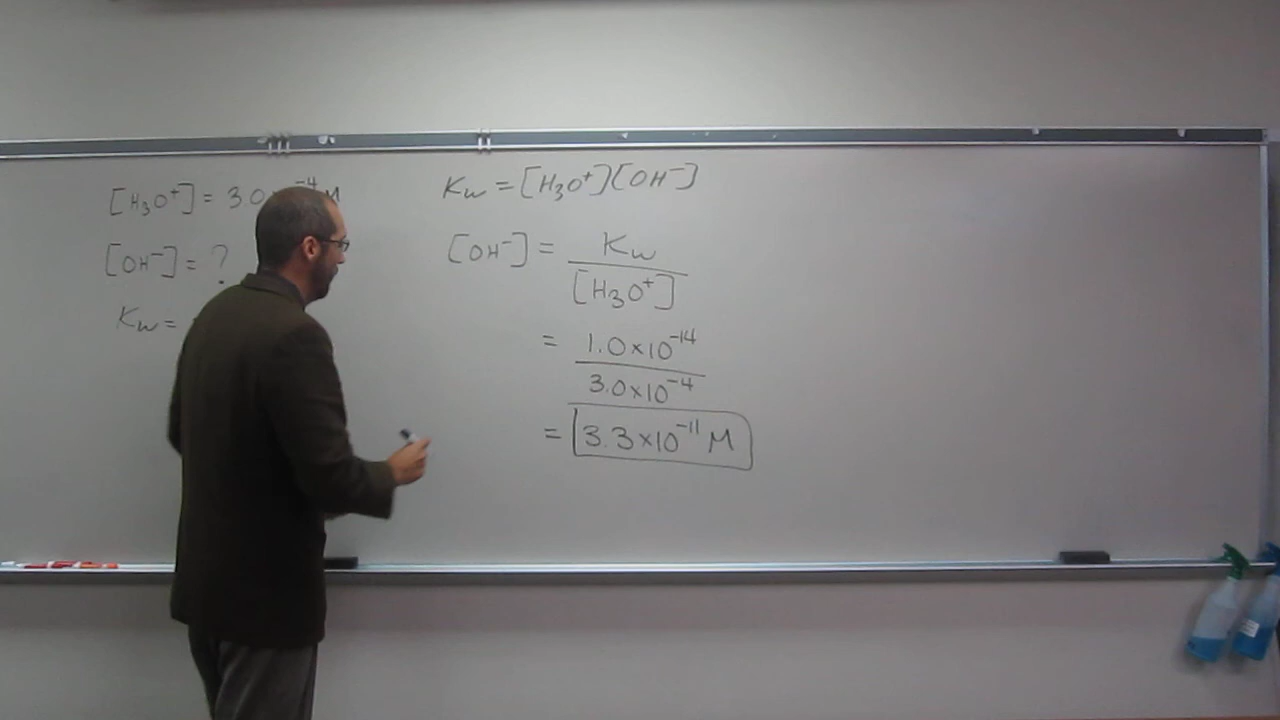 [H₃O⁺] = 3.0 ⁻⁴ M
[OH⁻] = ?
Kw =
Kw = [H₃O⁺][OH⁻]
[OH⁻] = Kw
[H₃O⁺]
= 1.0×10⁻¹⁴
3.0×10⁻⁴
= 3.3×10⁻¹¹ M